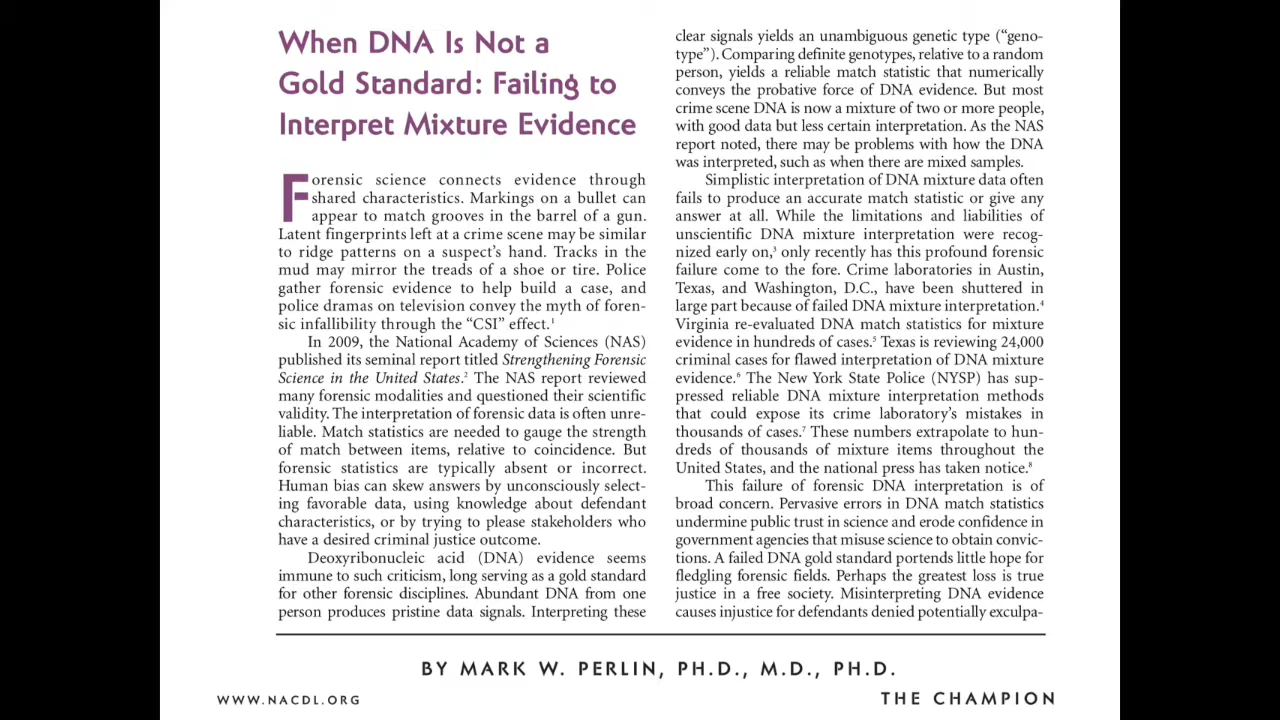 When DNA Is Not a
Gold Standard: Failing to
Interpret Mixture Evidence
Forensic science connects evidence through
shared characteristics. Markings on a bullet can
appear to match grooves in the barrel of a gun.
Latent fingerprints left at a crime scene may be similar
to ridge patterns on a suspect's hand. Tracks in the
mud may mirror the treads of a shoe or tire. Police
gather forensic evidence to help build a case, and
police dramas on television convey the myth of foren-
sic infallibility through the “CSI” effect.¹
In 2009, the National Academy of Sciences (NAS)
published its seminal report titled Strengthening Forensic
Science in the United States.² The NAS report reviewed
many forensic modalities and questioned their scientific
validity. The interpretation of forensic data is often unre-
liable. Match statistics are needed to gauge the strength
of match between items, relative to coincidence. But
forensic statistics are typically absent or incorrect.
Human bias can skew answers by unconsciously select-
ing favorable data, using knowledge about defendant
characteristics, or by trying to please stakeholders who
have a desired criminal justice outcome.
Deoxyribonucleic acid (DNA) evidence seems
immune to such criticism, long serving as a gold standard
for other forensic disciplines. Abundant DNA from one
person produces pristine data signals. Interpreting these
clear signals yields an unambiguous genetic type (“geno-
type”). Comparing definite genotypes, relative to a random
person, yields a reliable match statistic that numerically
conveys the probative force of DNA evidence. But most
crime scene DNA is now a mixture of two or more people,
with good data but less certain interpretation. As the NAS
report noted, there may be problems with how the DNA
was interpreted, such as when there are mixed samples.
Simplistic interpretation of DNA mixture data often
fails to produce an accurate match statistic or give any
answer at all. While the limitations and liabilities of
unscientific DNA mixture interpretation were recog-
nized early on,³ only recently has this profound forensic
failure come to the fore. Crime laboratories in Austin,
Texas, and Washington, D.C., have been shuttered in
large part because of failed DNA mixture interpretation.⁴
Virginia re-evaluated DNA match statistics for mixture
evidence in hundreds of cases.⁵ Texas is reviewing 24,000
criminal cases for flawed interpretation of DNA mixture
evidence.⁶ The New York State Police (NYSP) has sup-
pressed reliable DNA mixture interpretation methods
that could expose its crime laboratory's mistakes in
thousands of cases.⁷ These numbers extrapolate to hun-
dreds of thousands of mixture items throughout the
United States, and the national press has taken notice.⁸
This failure of forensic DNA interpretation is of
broad concern. Pervasive errors in DNA match statistics
undermine public trust in science and erode confidence in
government agencies that misuse science to obtain convic-
tions. A failed DNA gold standard portends little hope for
fledgling forensic fields. Perhaps the greatest loss is true
justice in a free society. Misinterpreting DNA evidence
causes injustice for defendants denied potentially exculpa-
BY MARK W. PERLIN, PH.D., M.D., PH.D.
WWW.NACDL.ORG
THE CHAMPION